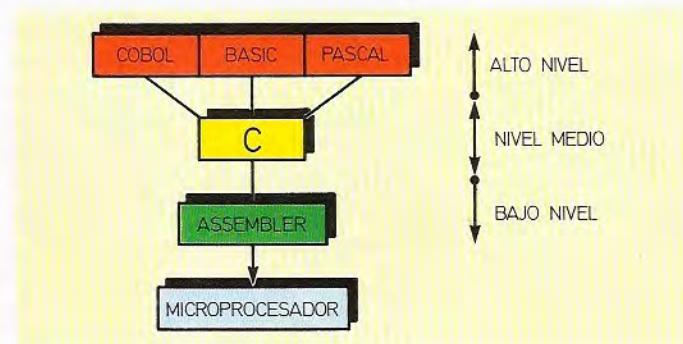 COBOL BASIC PASCAL
ALTO NIVEL
C
NIVEL MEDIO
ASSEMBLER
BAJO NIVEL
MICROPROCESADOR